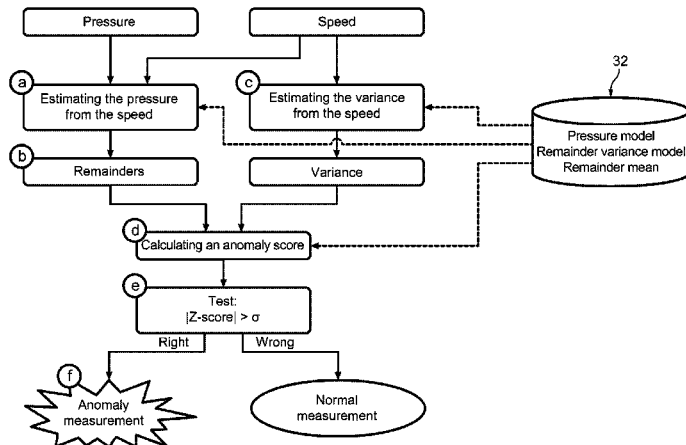 Pressure
Speed
32
a
Estimating the pressure
from the speed
c
Estimating the variance
from the speed
Pressure model
Remainder variance model
Remainder mean
b
Remainders
Variance
d
Calculating an anomaly score
e
Test:
|Z-score| > σ
Right
Wrong
f
Anomaly
measurement
Normal
measurement